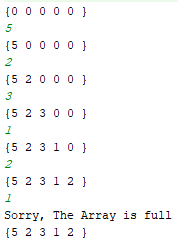 {0 0 0 0 0 }
5
{5 0 0 0 0 }
2
{5 2 0 0 0 }
3
{5 2 3 0 0 }
1
{5 2 3 1 0 }
2
{5 2 3 1 2 }
1
Sorry, The Array is full
{5 2 3 1 2 }